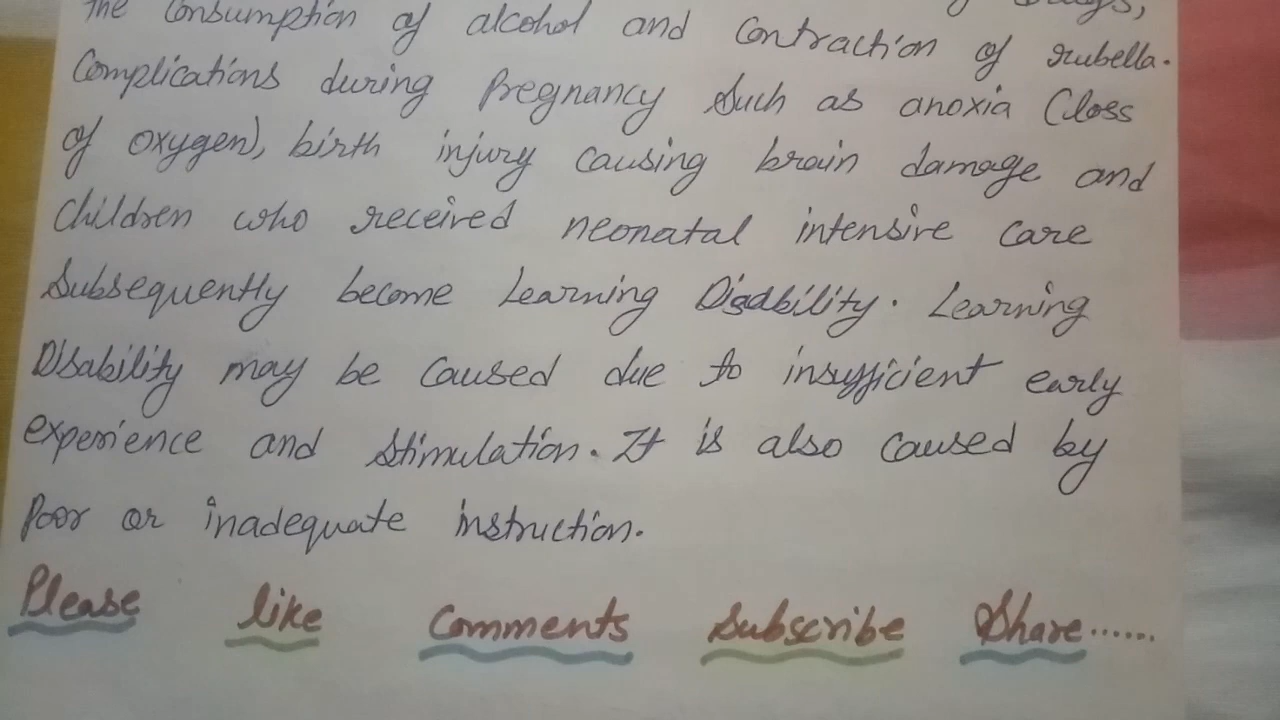 the Consumption of alcohol and Contraction of rubella.
Complications during Pregnancy Such as anoxia (loss
of oxygen), birth injury causing brain damage and
Children who received neonatal intensive care
Subsequently become Learning Disability. Learning
Disability may be caused due to insufficient early
experience and Stimulation. It is also caused by
Poor or inadequate instruction.
Please like Comments Subscribe Share......